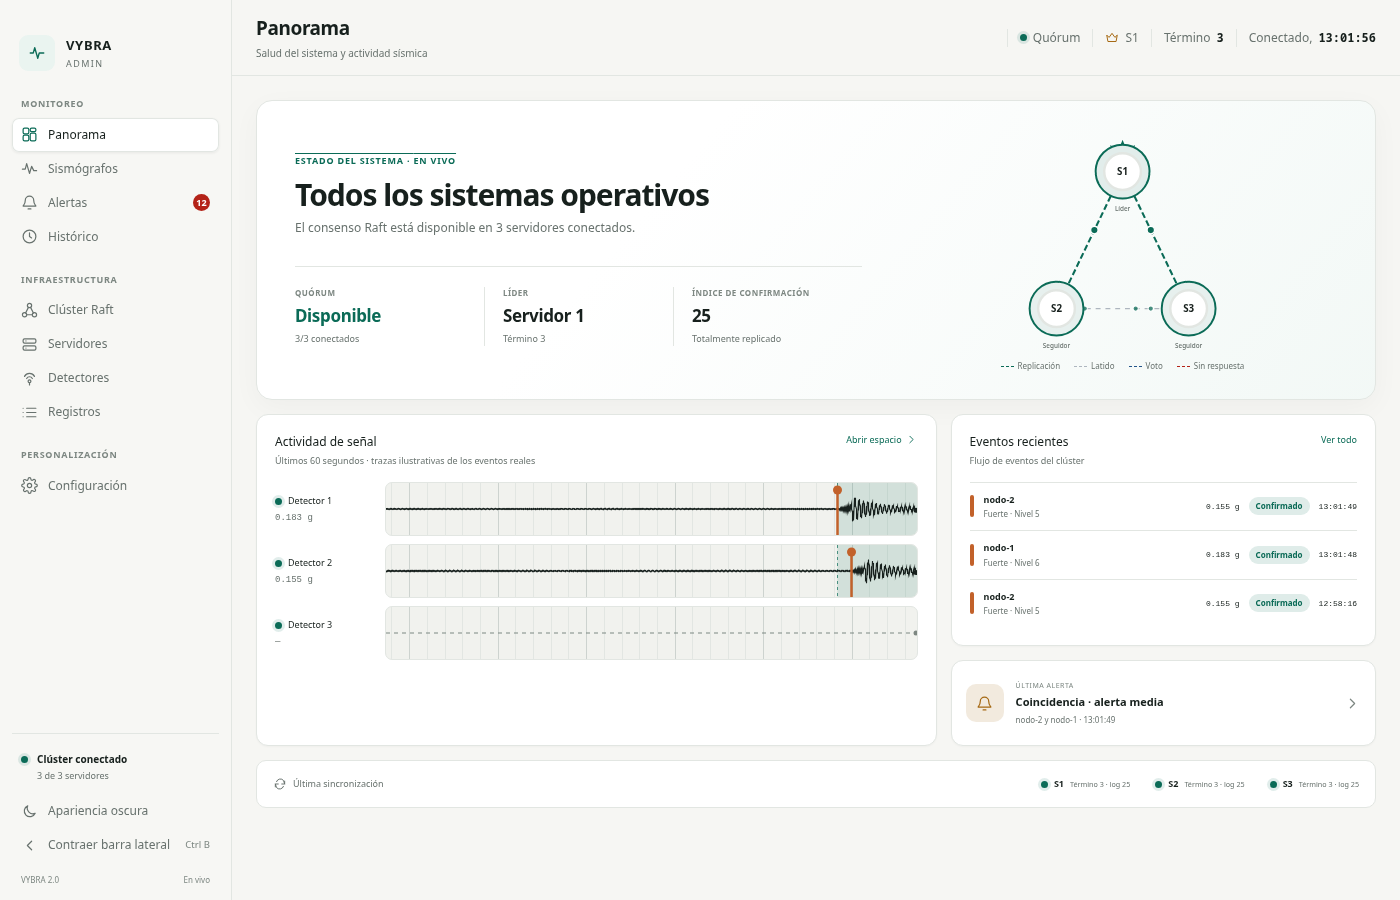 VYBRA
ADMIN
MONITOREO
Panorama
Sismógrafos
Alertas 12
Histórico
INFRAESTRUCTURA
Clúster Raft
Servidores
Detectores
Registros
PERSONALIZACIÓN
Configuración
Clúster conectado
3 de 3 servidores
Apariencia oscura
Contraer barra lateral Ctrl B
VYBRA 2.0 En vivo
Panorama
Salud del sistema y actividad sísmica
Quórum S1 Término 3 Conectado, 13:01:56
ESTADO DEL SISTEMA · EN VIVO
Todos los sistemas operativos
El consenso Raft está disponible en 3 servidores conectados.
QUÓRUM
Disponible
3/3 conectados
LÍDER
Servidor 1
Término 3
ÍNDICE DE CONFIRMACIÓN
25
Totalmente replicado
S1
Líder
S2
Seguidor
S3
Seguidor
Replicación Latido Voto Sin respuesta
Actividad de señal
Abrir espacio
Últimos 60 segundos · trazas ilustrativas de los eventos reales
Detector 1
0.183 g
Detector 2
0.155 g
Detector 3
—
Eventos recientes
Ver todo
Flujo de eventos del clúster
nodo-2
Fuerte · Nivel 5
0.155 g Confirmado 13:01:49
nodo-1
Fuerte · Nivel 6
0.183 g Confirmado 13:01:48
nodo-2
Fuerte · Nivel 5
0.155 g Confirmado 12:58:16
ÚLTIMA ALERTA
Coincidencia · alerta media
nodo-2 y nodo-1 · 13:01:49
Última sincronización
S1 Término 3 · log 25
S2 Término 3 · log 25
S3 Término 3 · log 25